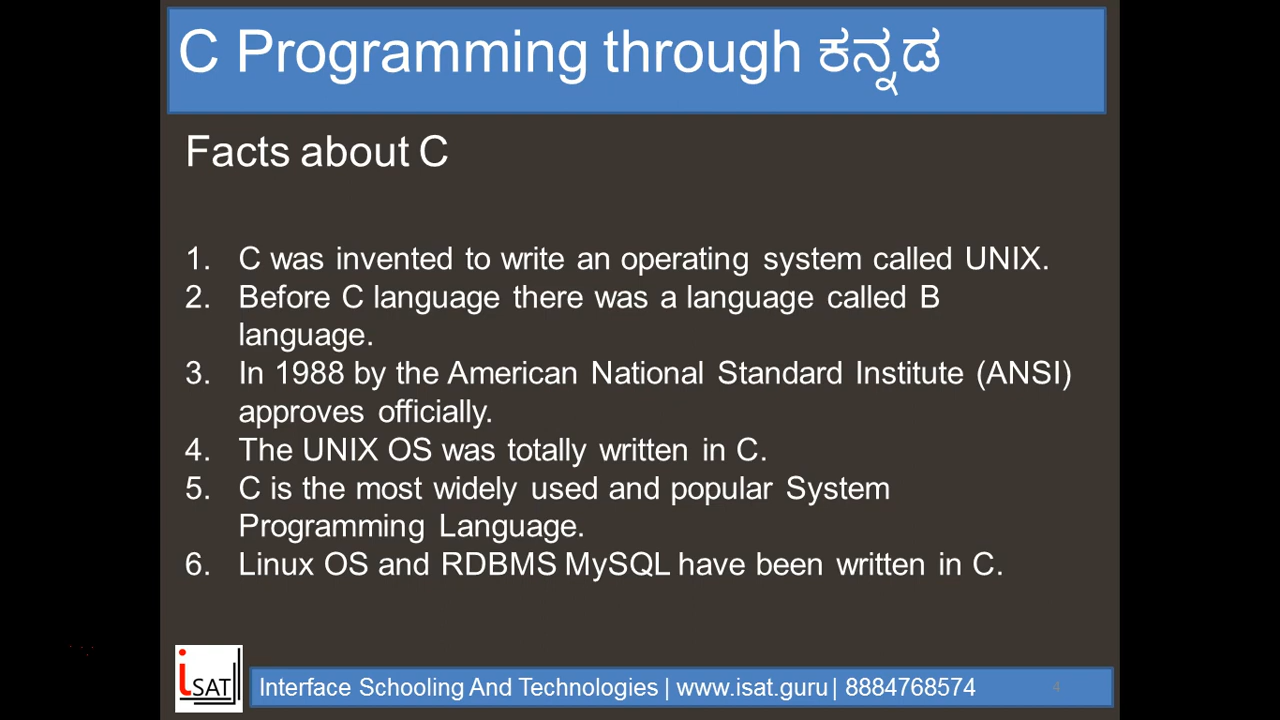 C Programming through ಕನ್ನಡ
Facts about C
1. C was invented to write an operating system called UNIX.
2. Before C language there was a language called B
language.
3. In 1988 by the American National Standard Institute (ANSI)
approves officially.
4. The UNIX OS was totally written in C.
5. C is the most widely used and popular System
Programming Language.
6. Linux OS and RDBMS MySQL have been written in C.
iSAT
Interface Schooling And Technologies | www.isat.guru | 8884768574
4